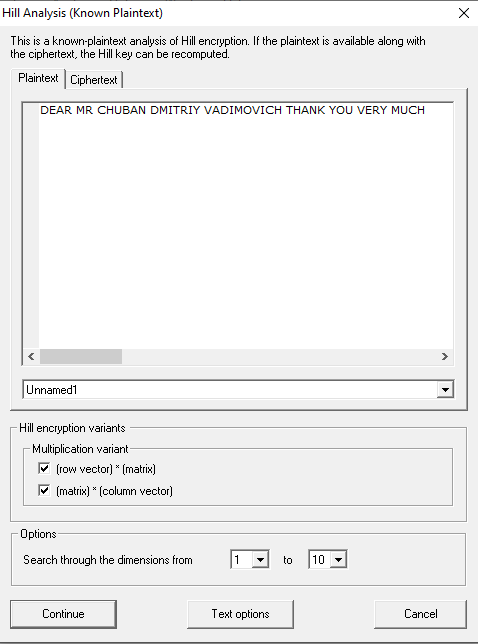 Hill Analysis (Known Plaintext)
This is a known-plaintext analysis of Hill encryption. If the plaintext is available along with
the ciphertext, the Hill key can be recomputed.
Plaintext Ciphertext
DEAR MR CHUBAN DMITRIY VADIMOVICH THANK YOU VERY MUCH
Unnamed1
Hill encryption variants
Multiplication variant
(row vector) * (matrix)
(matrix) * (column vector)
Options
Search through the dimensions from 1 to 10
Continue Text options Cancel